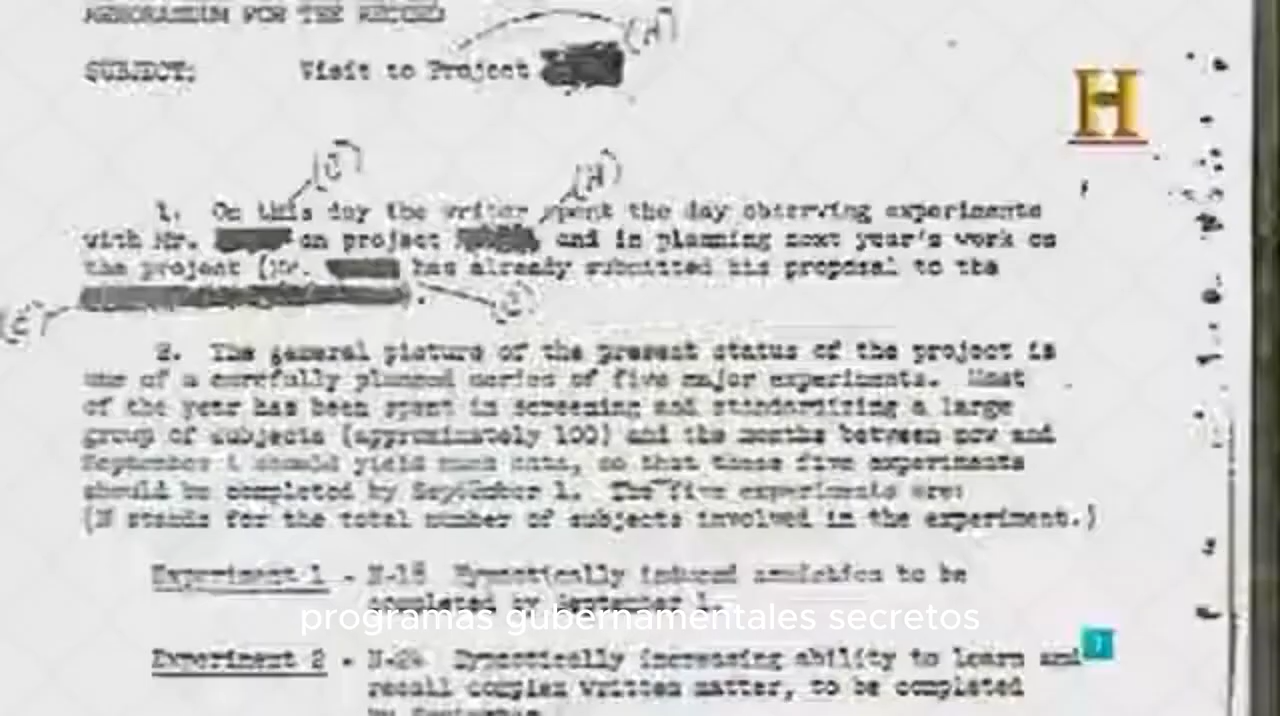 MEMORANDUM FOR THE RECORD
SUBJECT: Visit to Project
(A)
H
(B)
(A)
1. On this day the writer spent the day observing experiments
with Mr. on project and in planning next year's work on
the project (Mr. has already submitted his proposal to the
).
2. The general picture of the present status of the project is
one of a carefully planned series of five major experiments. Most
of the year has been spent in screening and standardizing a large
group of subjects (approximately 100) and the months between now and
September 1 should yield much data, so that these five experiments
should be completed by September 1. The five experiments are:
(N stands for the total number of subjects involved in the experiment.)
Experiment 1 - N-18 Hypnotically induced anxieties to be
completed by September 1.
programas gubernamentales secretos
Experiment 2 - N-24 Hypnotically increasing ability to learn and
recall complex written matter, to be completed
by September